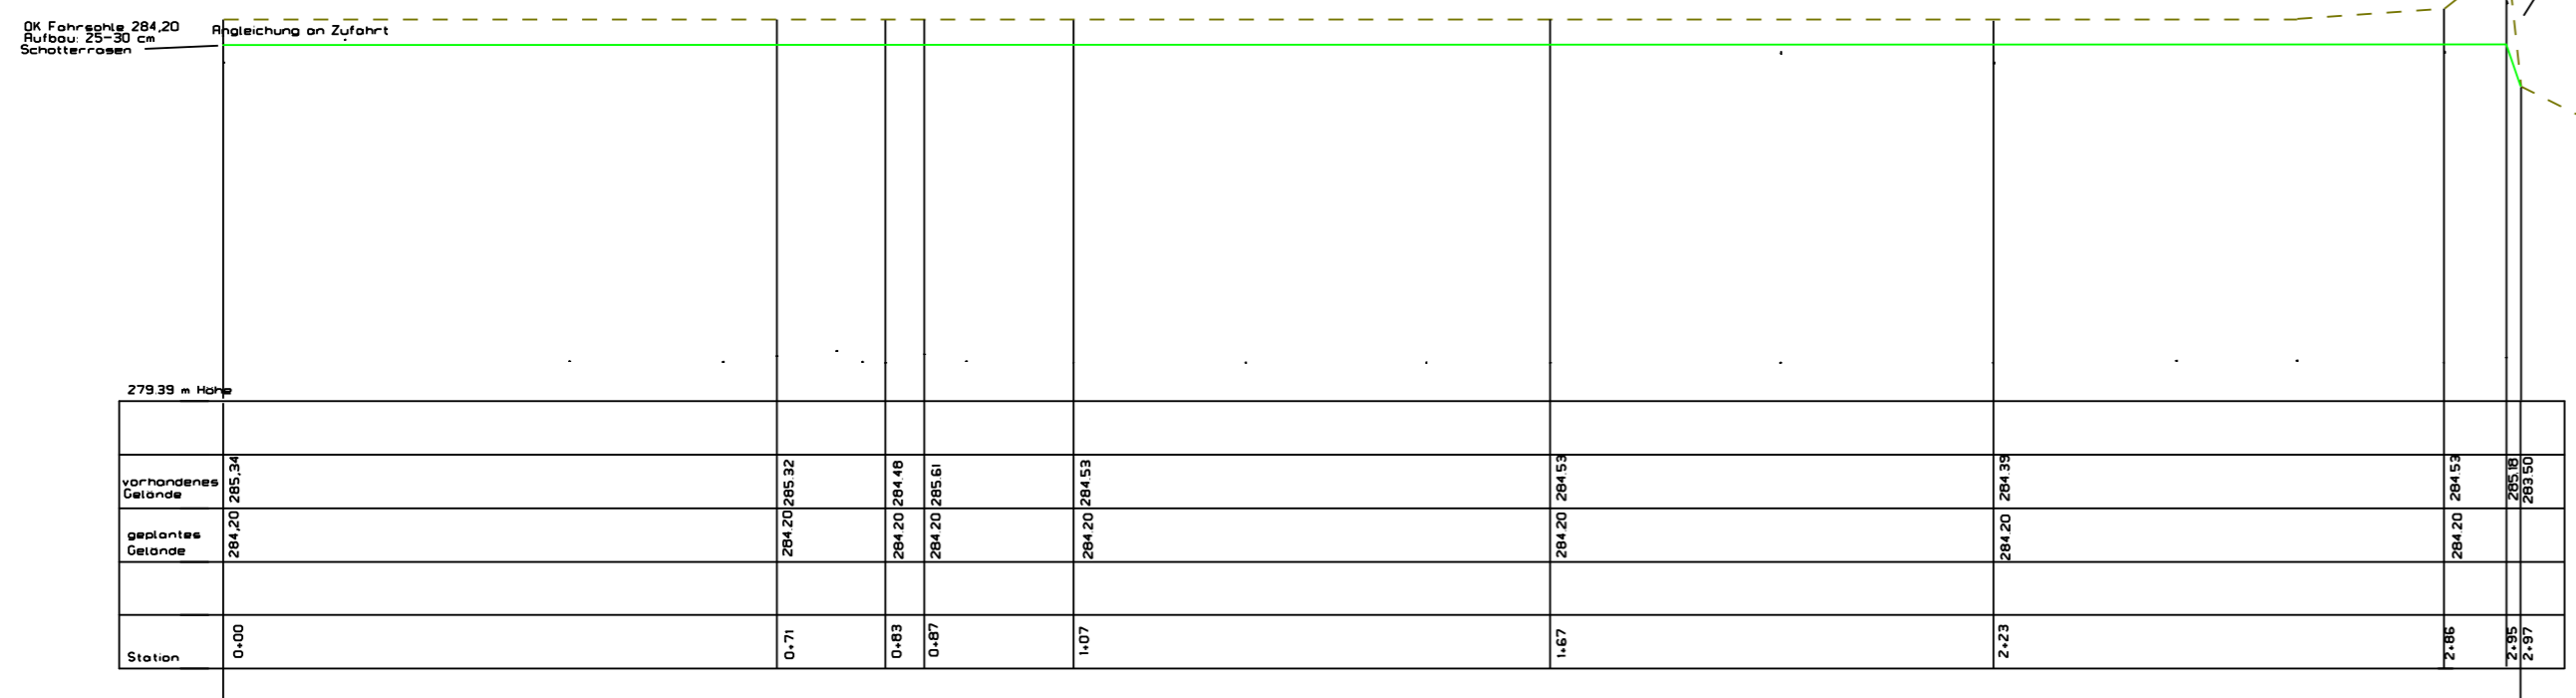 OK Fahrsohle 284,20
Aufbau: 25-30 cm
Schotterrasen
Angleichung an Zufahrt
279.39 m Höhe
vorhandenes
Gelände
285,34
285.32
284.48
285.61
284.53
284.53
284.39
284.53
285.18
283.50
geplantes
Gelände
284,20
284.20
284.20
284.20
284.20
284.20
284.20
284.20
Station
0+00
0+71
0+83
0+87
1+07
1+67
2+23
2+86
2+95
2+97